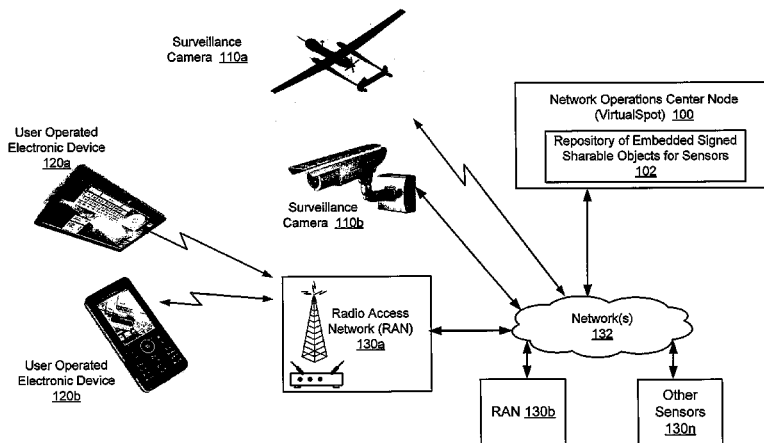 Surveillance
Camera 110a
Network Operations Center Node
(VirtualSpot) 100
Repository of Embedded Signed
Sharable Objects for Sensors
102
User Operated
Electronic Device
120a
Surveillance
Camera 110b
Radio Access
Network (RAN)
130a
Network(s)
132
User Operated
Electronic Device
120b
RAN 130b
Other
Sensors
130n